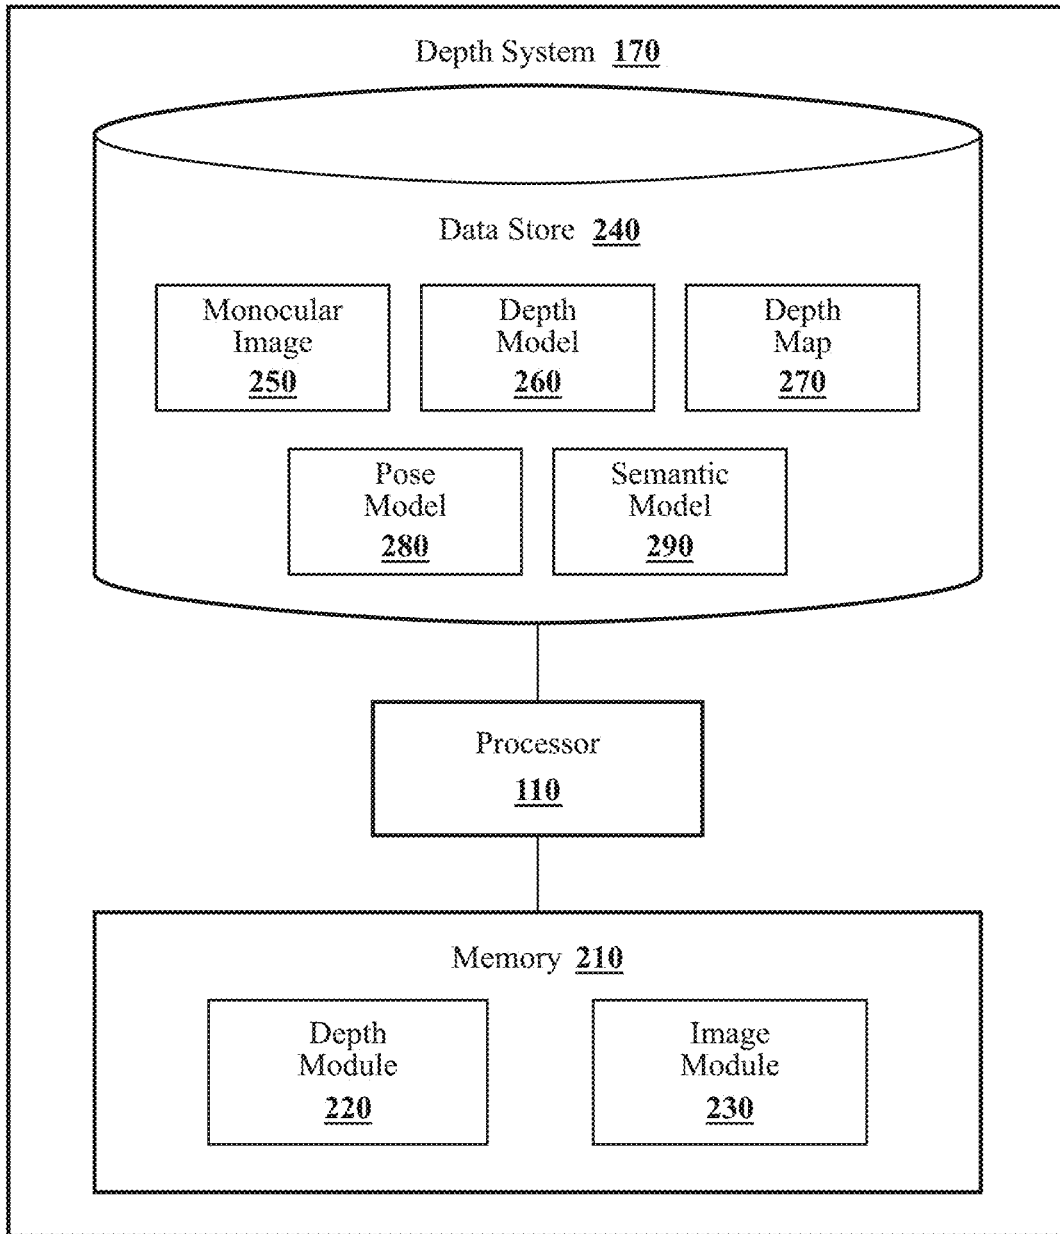 Depth System 170
Data Store 240
Monocular
Image
250
Depth
Model
260
Depth
Map
270
Pose
Model
280
Semantic
Model
290
Processor
110
Memory 210
Depth
Module
220
Image
Module
230